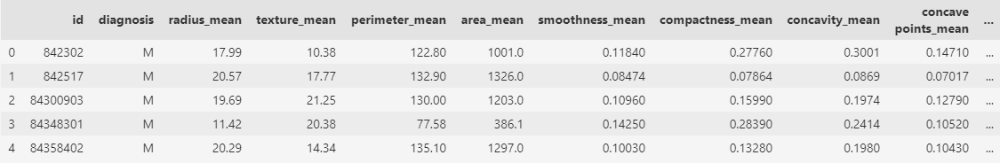 id diagnosis radius_mean texture_mean perimeter_mean area_mean smoothness_mean compactness_mean concavity_mean concave points_mean ...
0 842302 M 17.99 10.38 122.80 1001.0 0.11840 0.27760 0.3001 0.14710 ...
1 842517 M 20.57 17.77 132.90 1326.0 0.08474 0.07864 0.0869 0.07017 ...
2 84300903 M 19.69 21.25 130.00 1203.0 0.10960 0.15990 0.1974 0.12790 ...
3 84348301 M 11.42 20.38 77.58 386.1 0.14250 0.28390 0.2414 0.10520 ...
4 84358402 M 20.29 14.34 135.10 1297.0 0.10030 0.13280 0.1980 0.10430 ...